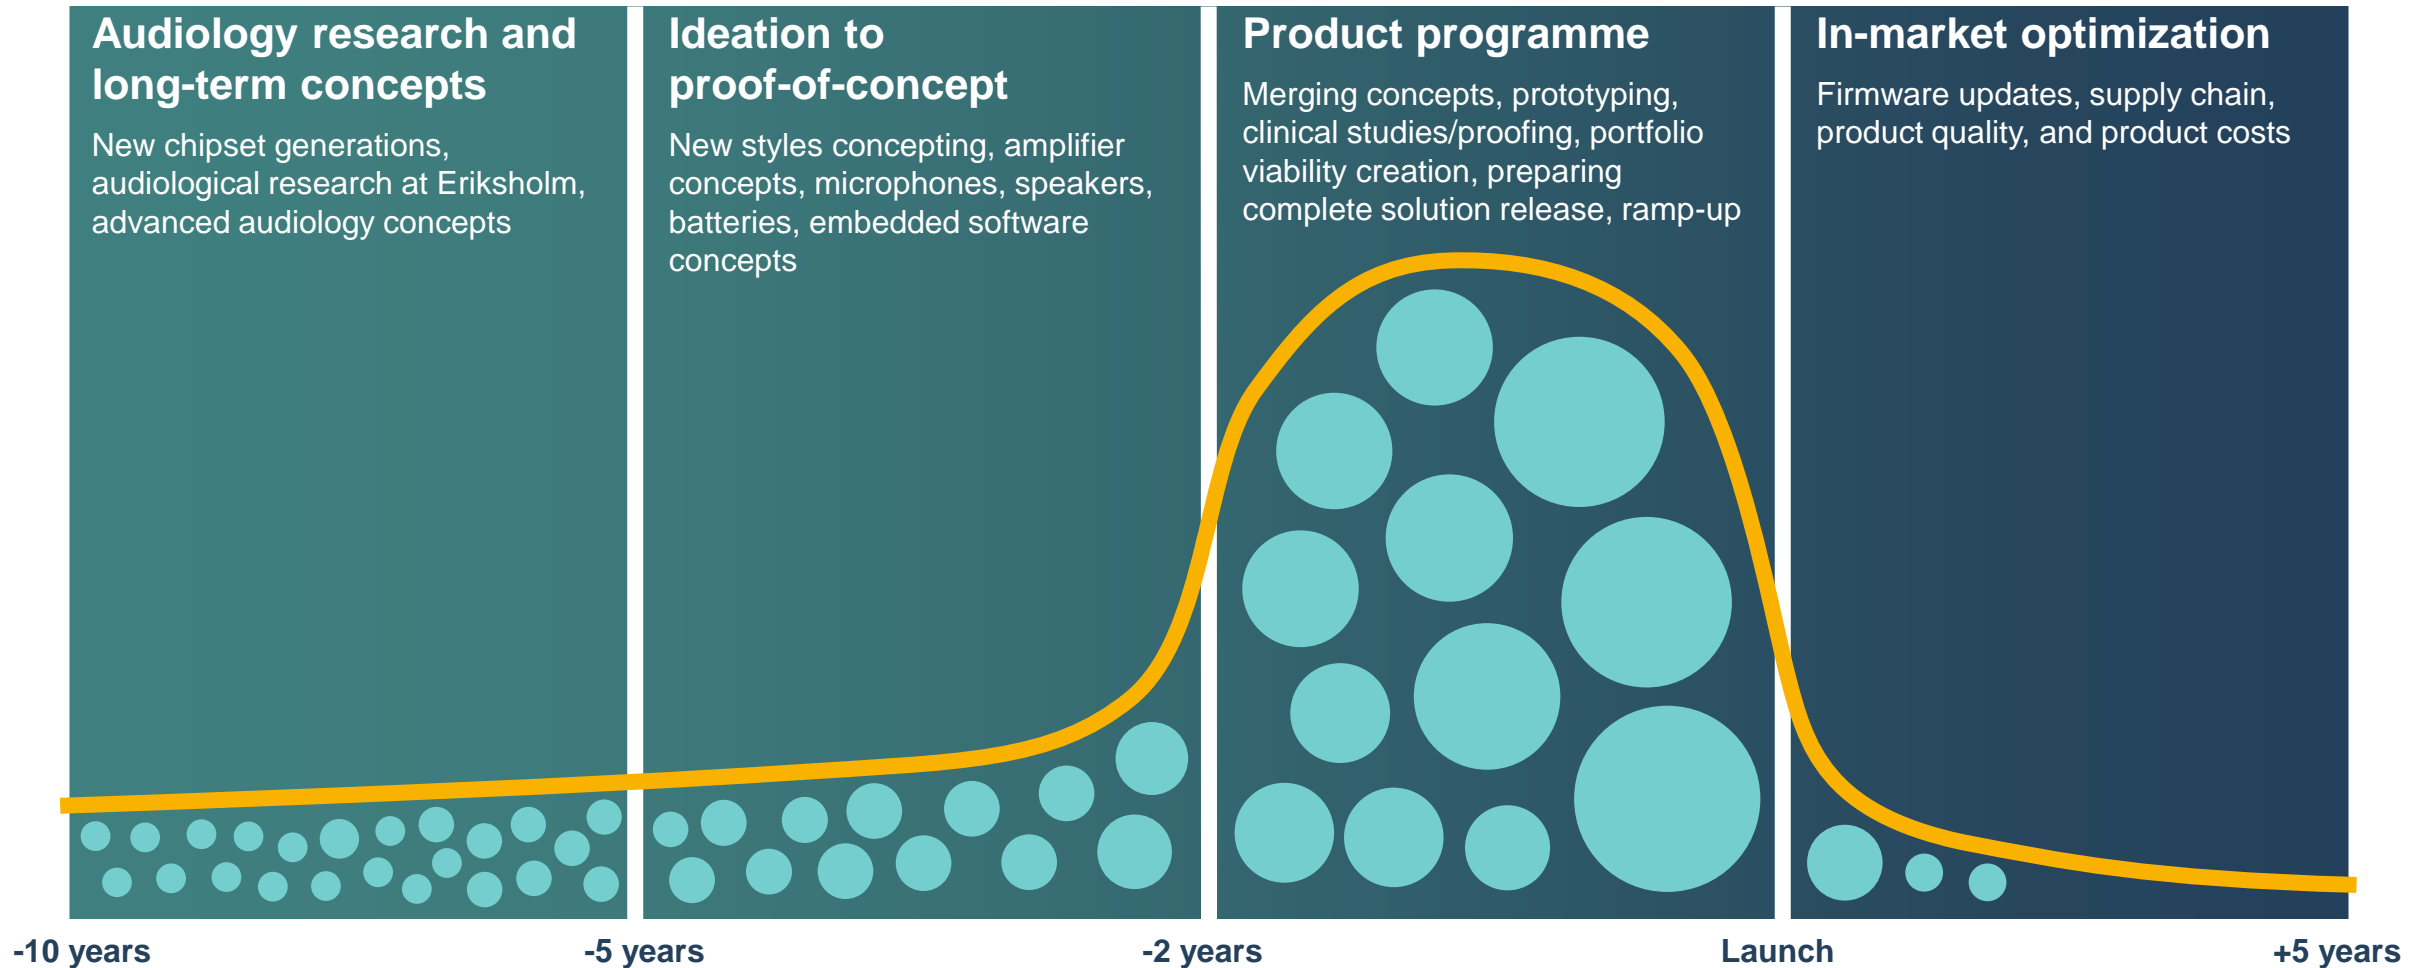 Audiology research and
long-term concepts
New chipset generations,
audiological research at Eriksholm,
advanced audiology concepts
Ideation to
proof-of-concept
New styles concepting, amplifier
concepts, microphones, speakers,
batteries, embedded software
concepts
Product programme
Merging concepts, prototyping,
clinical studies/proofing, portfolio
viability creation, preparing
complete solution release, ramp-up
In-market optimization
Firmware updates, supply chain,
product quality, and product costs
-10 years
-5 years
-2 years
Launch
+5 years